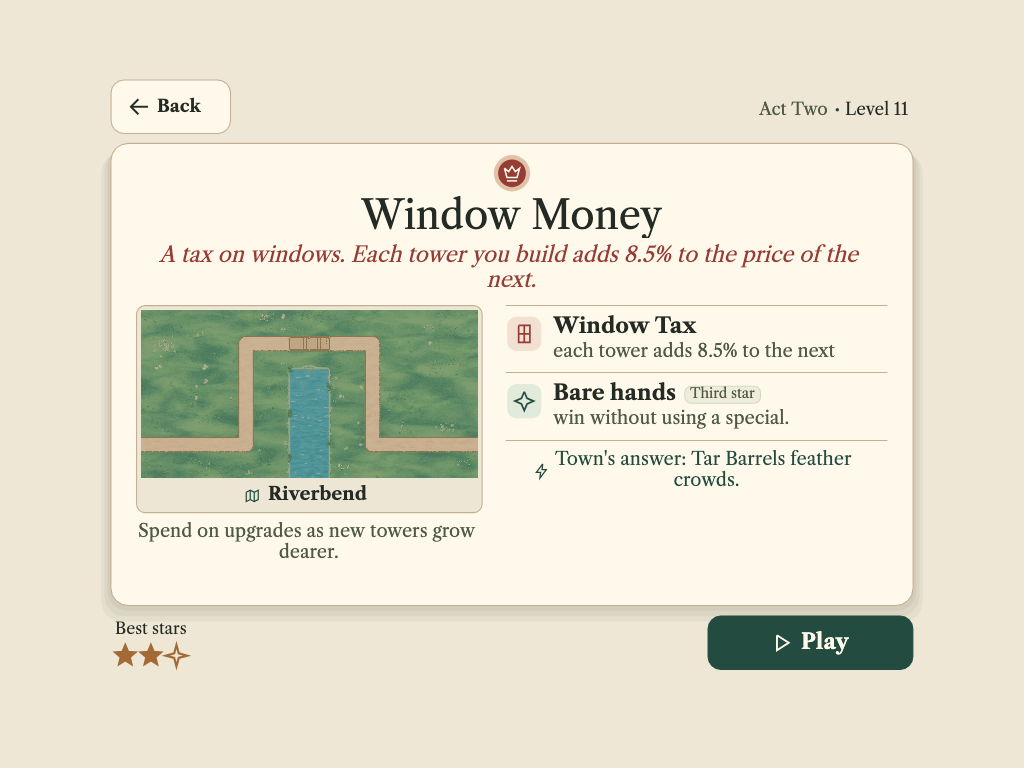 Back
Act Two · Level 11
Window Money
A tax on windows. Each tower you build adds 8.5% to the price of the
next.
Window Tax
each tower adds 8.5% to the next
Bare hands Third star
win without using a special.
Town's answer: Tar Barrels feather
crowds.
Riverbend
Spend on upgrades as new towers grow
dearer.
Best stars
Play